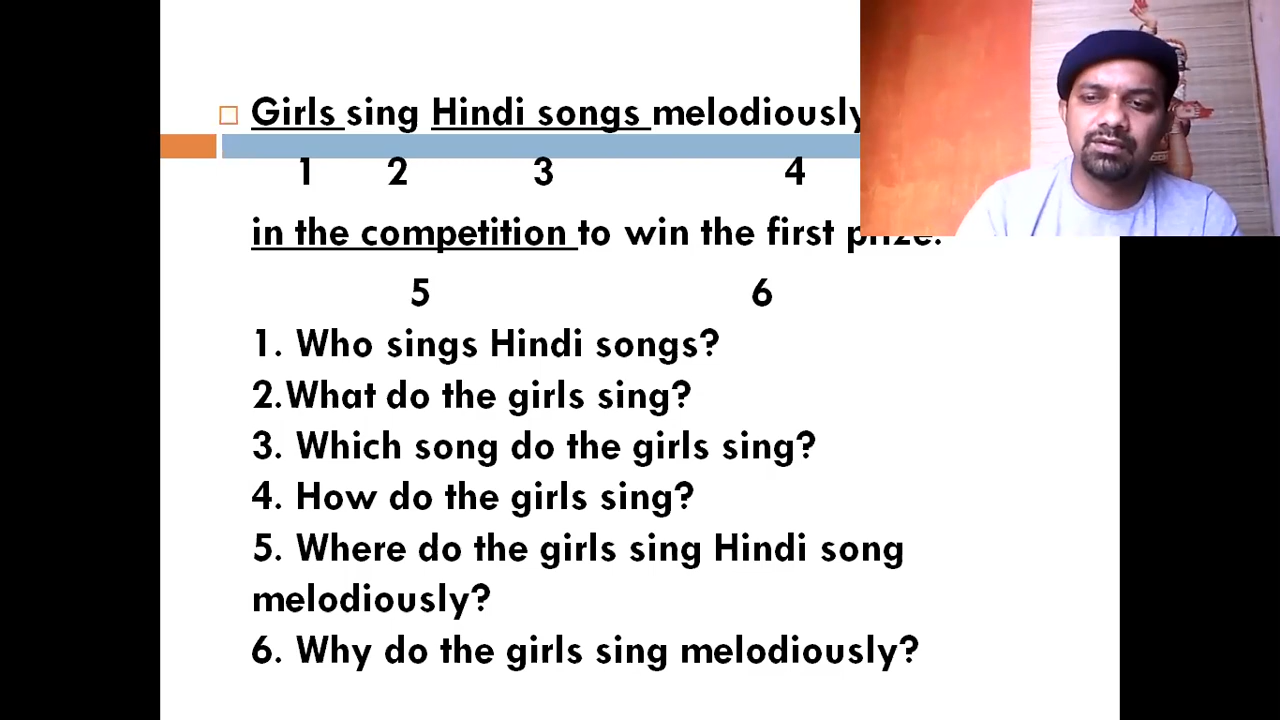 Girls sing Hindi songs melodiously
1 2 3 4
in the competition to win the first prize.
5 6
1. Who sings Hindi songs?
2.What do the girls sing?
3. Which song do the girls sing?
4. How do the girls sing?
5. Where do the girls sing Hindi song
melodiously?
6. Why do the girls sing melodiously?